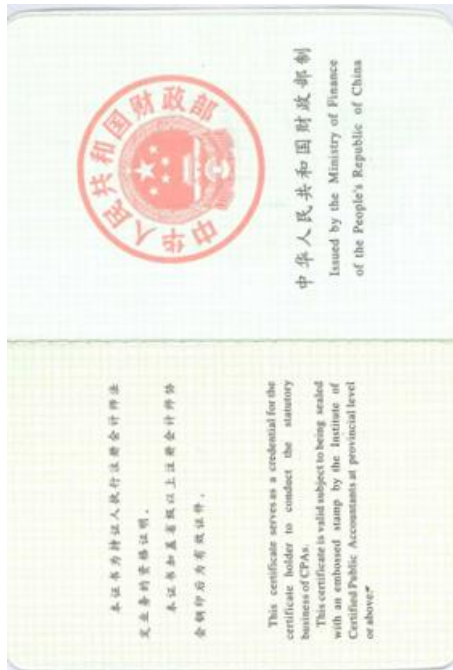 本证书为持证人执行注册会计师法
定业务的资格证明。
本证书加盖省级以上注册会计师协
会钢印后为有效证件。
This certificate serves as a credential for the
certificate holder to conduct the statutory
business of CPAs.
This certificate is valid subject to being sealed
with an embossed stamp by the Institute of
Certified Public Accountants at provincial level
or above.
中华人民共和国财政部
中华人民共和国财政部制
Issued by the Ministry of Finance
of the People's Republic of China